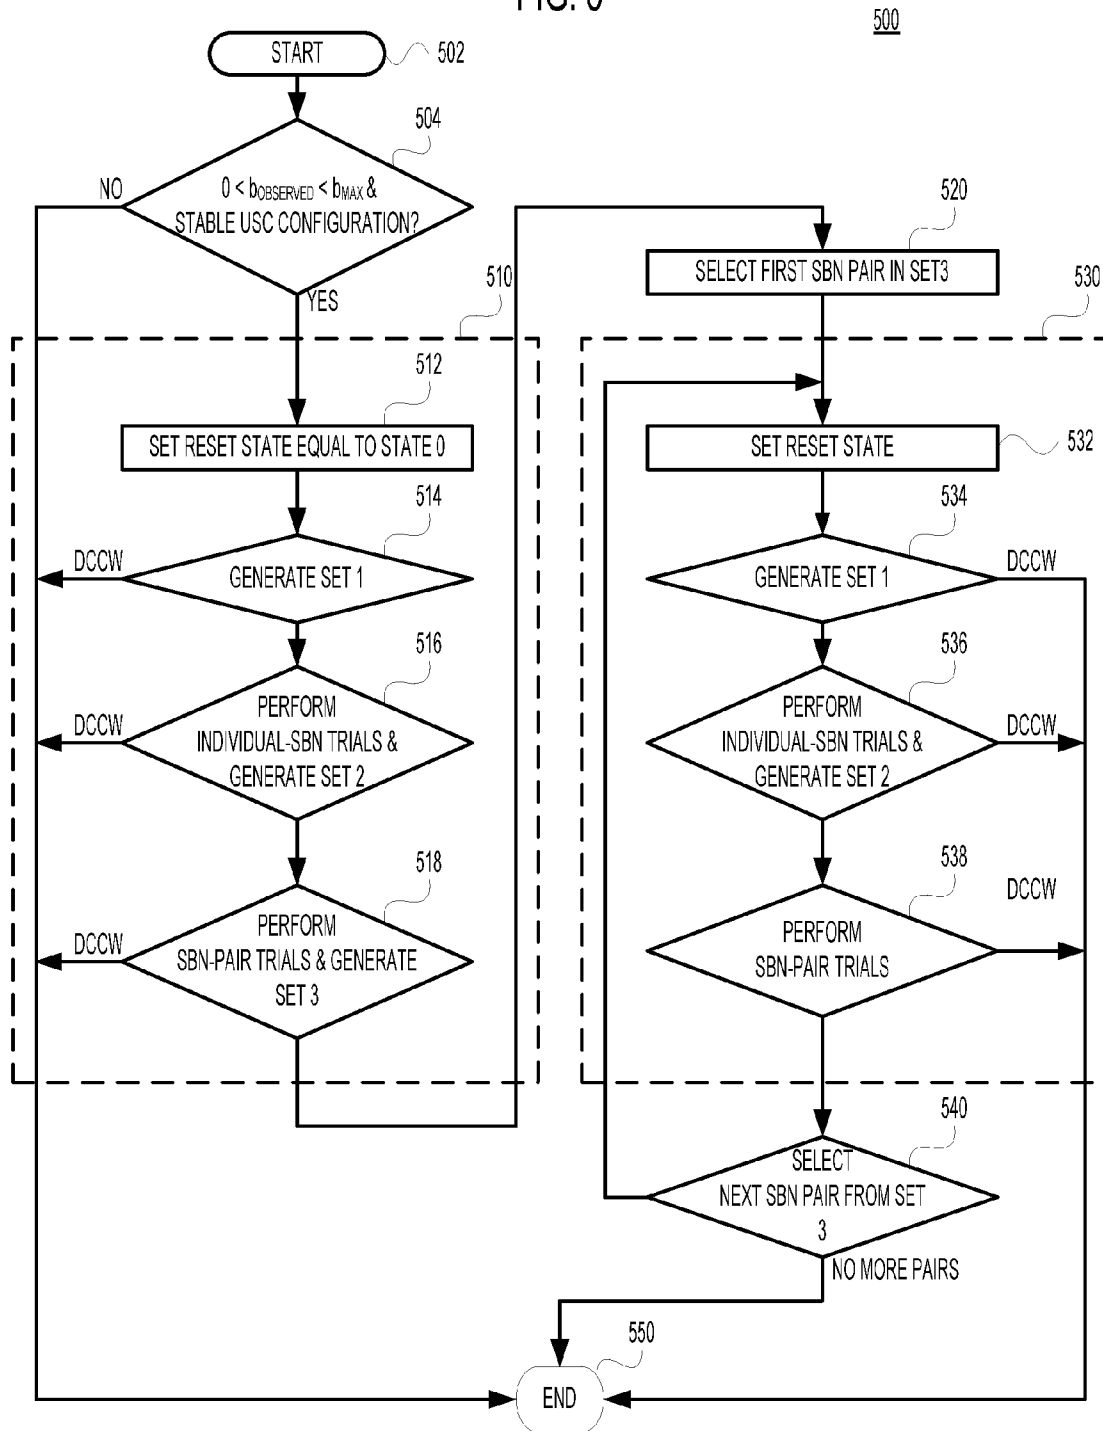 500
START
502
504
NO
0 < bOBSERVED < bMAX &
STABLE USC CONFIGURATION?
YES
510
512
SET RESET STATE EQUAL TO STATE 0
514
DCCW
GENERATE SET 1
516
DCCW
PERFORM
INDIVIDUAL-SBN TRIALS &
GENERATE SET 2
518
DCCW
PERFORM
SBN-PAIR TRIALS & GENERATE
SET 3
520
SELECT FIRST SBN PAIR IN SET3
530
SET RESET STATE
532
534
GENERATE SET 1
DCCW
536
PERFORM
INDIVIDUAL-SBN TRIALS &
GENERATE SET 2
DCCW
538
DCCW
PERFORM
SBN-PAIR TRIALS
540
SELECT
NEXT SBN PAIR FROM SET
3
NO MORE PAIRS
550
END